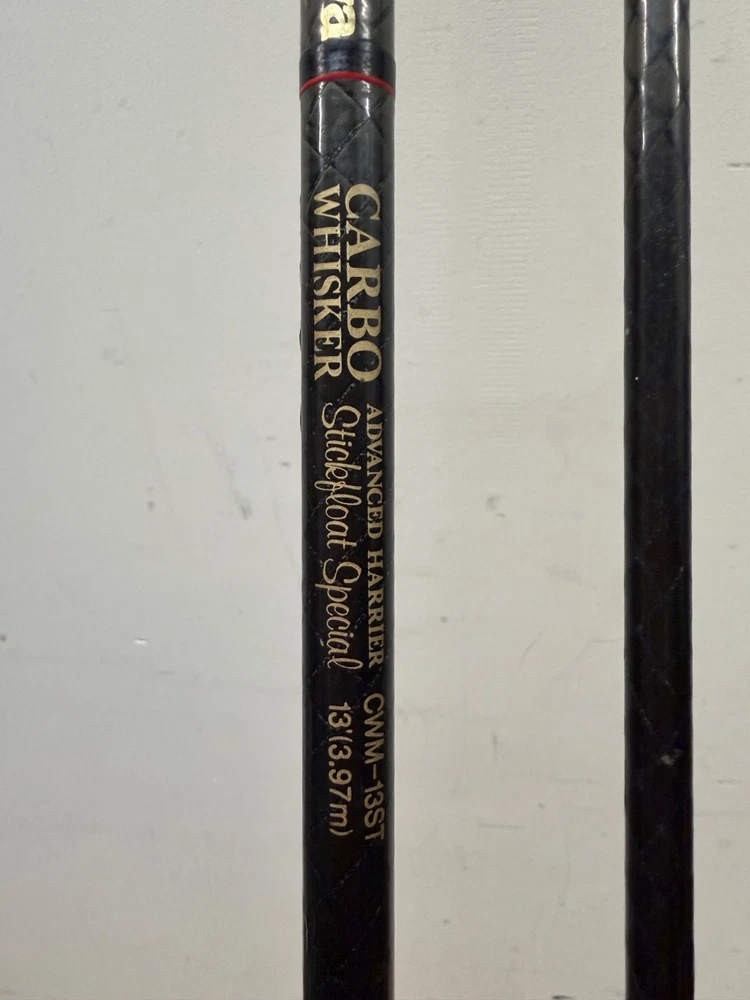 CARBO
WHISKER
ADVANCED HARRIER
Stickfloat Special
CWM-13ST
13'(3.97m)